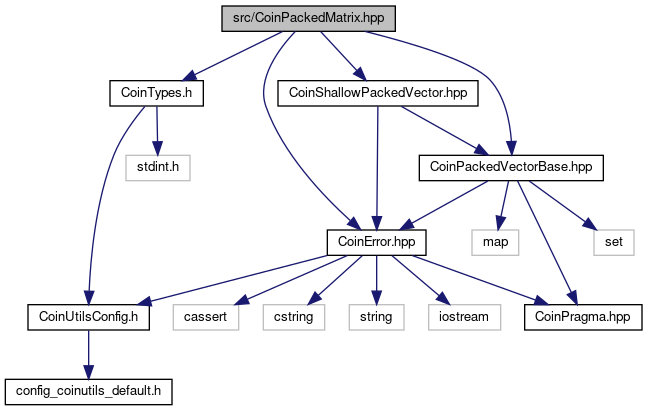 src/CoinPackedMatrix.hpp
CoinTypes.h
CoinShallowPackedVector.hpp
stdint.h
CoinPackedVectorBase.hpp
CoinError.hpp
map
set
CoinUtilsConfig.h
cassert
cstring
string
iostream
CoinPragma.hpp
config_coinutils_default.h